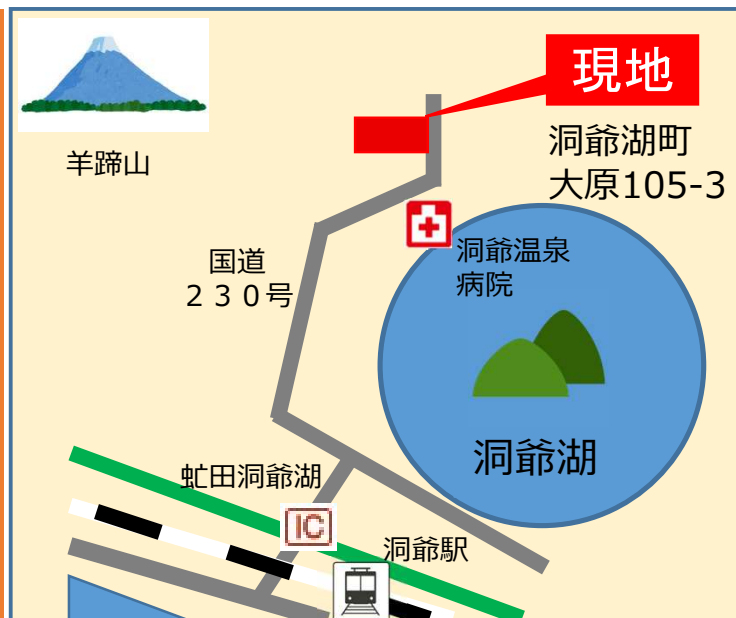 現地
洞爺湖町
大原105-3
羊蹄山
洞爺温泉
病院
国道
２３０号
洞爺湖
虻田洞爺湖
IC
洞爺駅